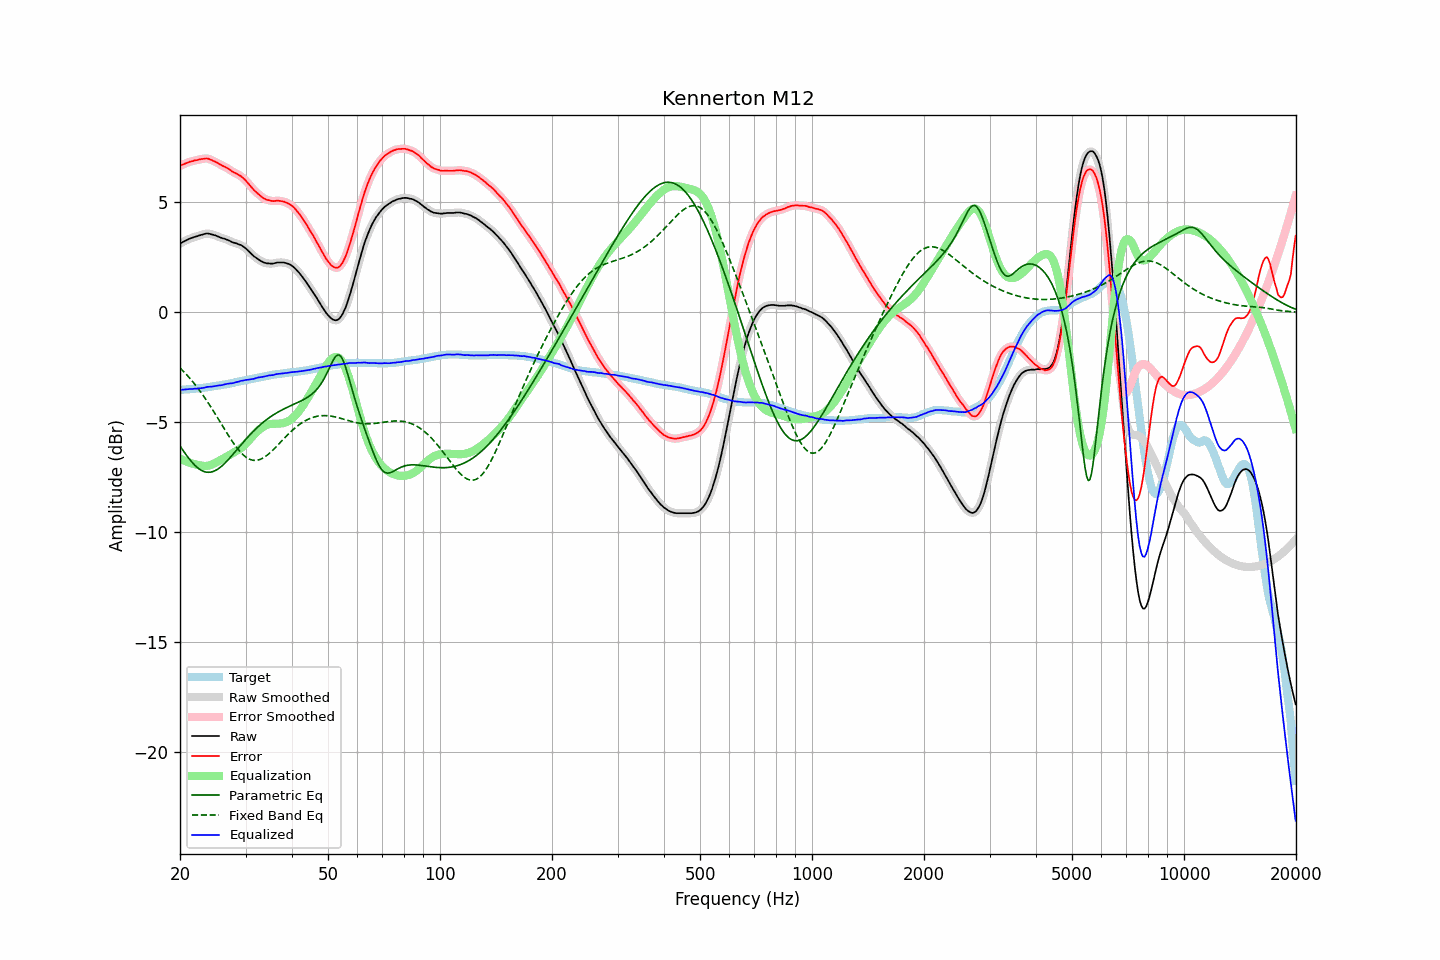 Kennerton M12
Amplitude (dBr)
5
0
−5
−10
−15
−20
Target
Raw Smoothed
Error Smoothed
Raw
Error
Equalization
Parametric Eq
Fixed Band Eq
Equalized
20 50 100 200 500 1000 2000 5000 10000 20000
Frequency (Hz)